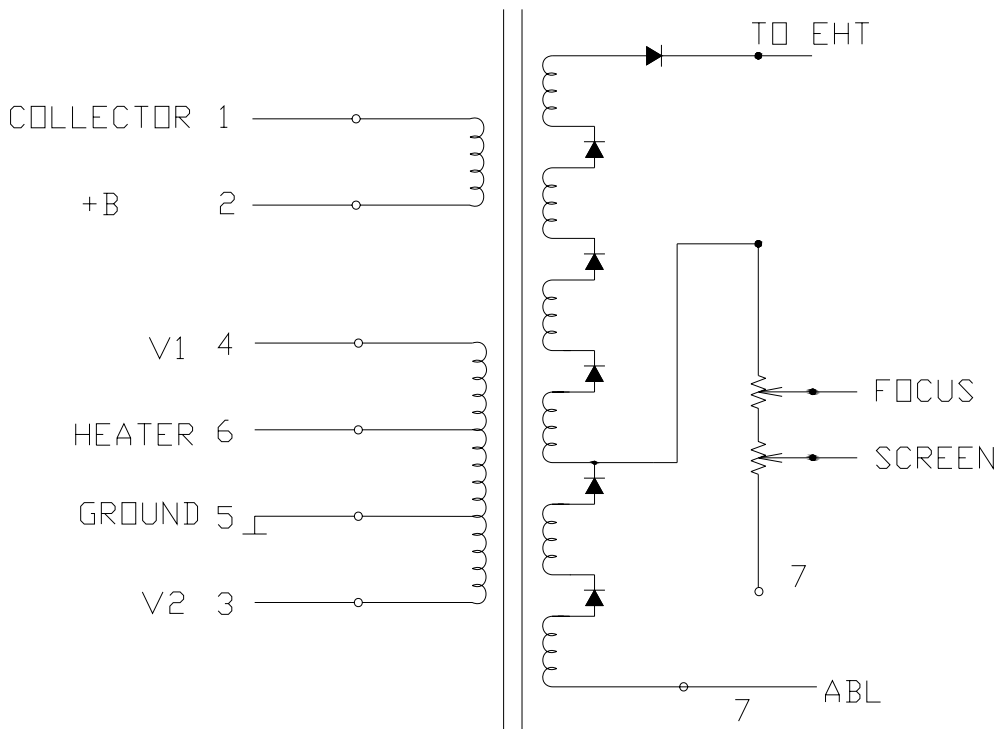 TO EHT
COLLECTOR 1
+B 2
V1 4
HEATER 6
GROUND 5
V2 3
FOCUS
SCREEN
7
ABL
7